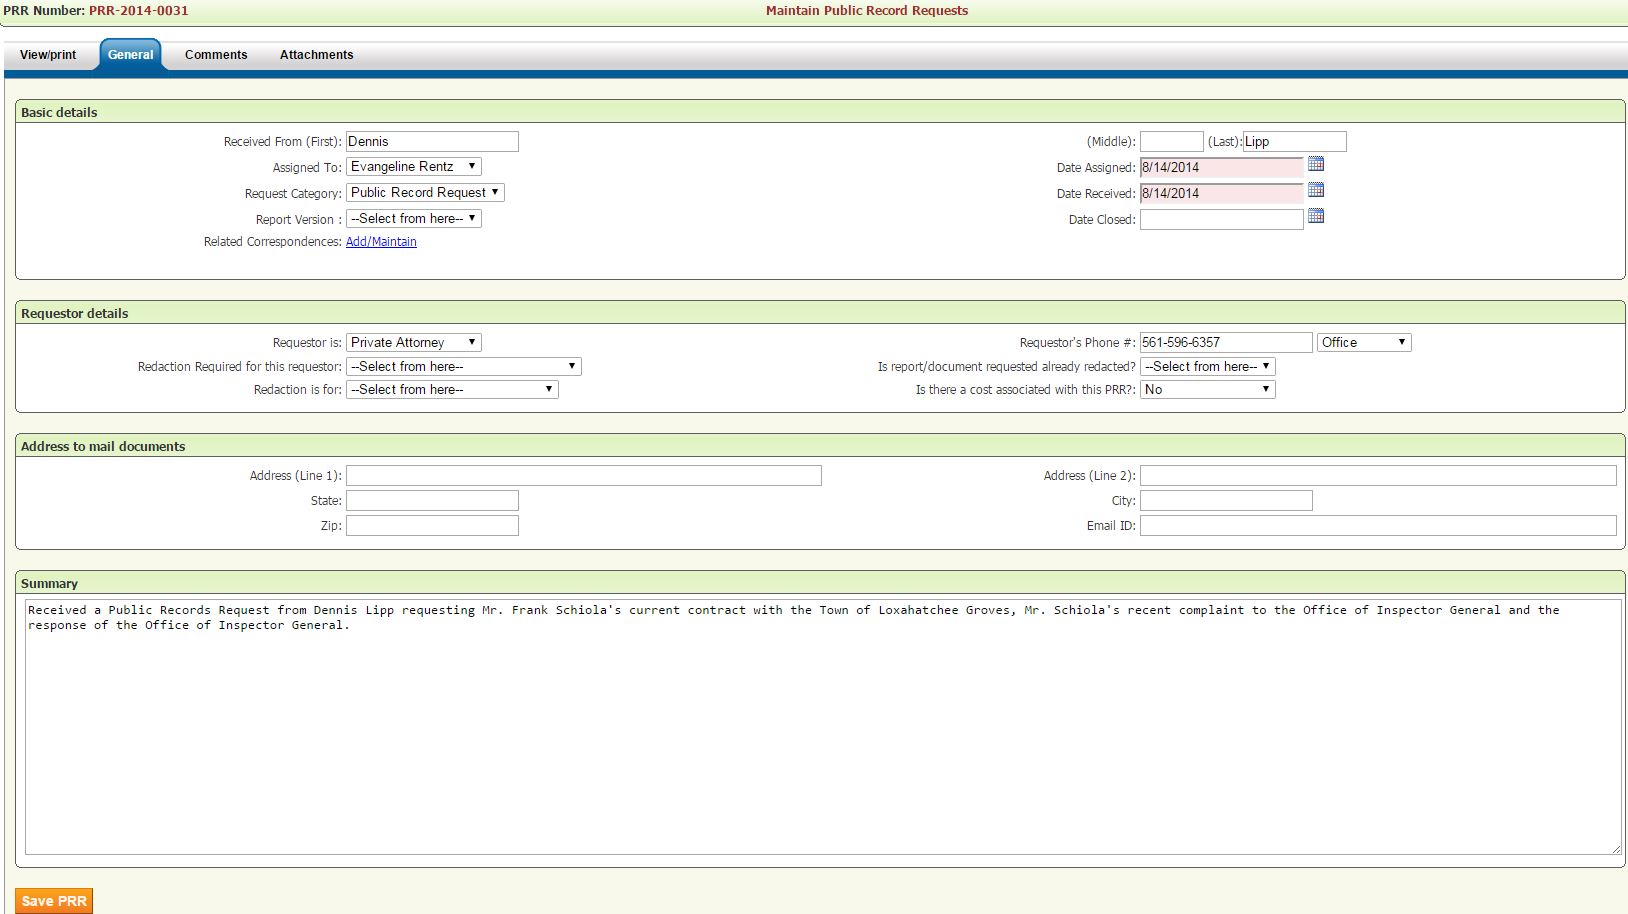 PRR Number: PRR-2014-0031 Maintain Public Record Requests
View/print General Comments Attachments
Basic details
Received From (First): Dennis (Middle): (Last): Lipp
Assigned To: Evangeline Rentz Date Assigned: 8/14/2014
Request Category: Public Record Request Date Received: 8/14/2014
Report Version : --Select from here-- Date Closed:
Related Correspondences: Add/Maintain
Requestor details
Requestor is: Private Attorney Requestor's Phone #: 561-596-6357 Office
Redaction Required for this requestor: --Select from here-- Is report/document requested already redacted? --Select from here--
Redaction is for: --Select from here-- Is there a cost associated with this PRR?: No
Address to mail documents
Address (Line 1): Address (Line 2):
State: City:
Zip: Email ID:
Summary
Received a Public Records Request from Dennis Lipp requesting Mr. Frank Schiola's current contract with the Town of Loxahatchee Groves, Mr. Schiola's recent complaint to the Office of Inspector General and the
response of the Office of Inspector General.
Save PRR